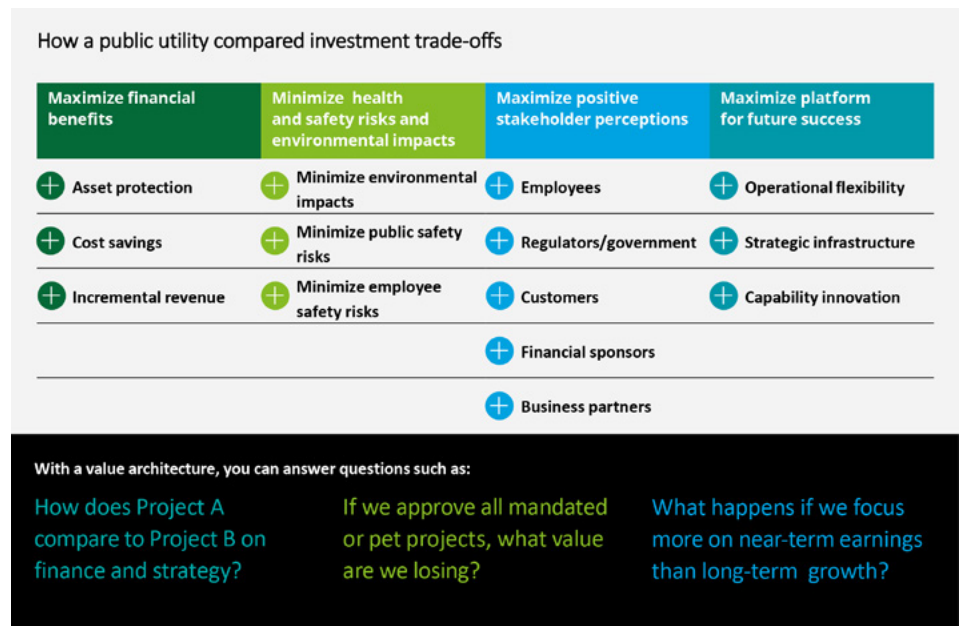 How a public utility compared investment trade-offs
Maximize financial
benefits
Minimize health
and safety risks and
environmental impacts
Maximize positive
stakeholder perceptions
Maximize platform
for future success
Asset protection
Minimize environmental
impacts
Employees
Operational flexibility
Cost savings
Minimize public safety
risks
Regulators/government
Strategic infrastructure
Incremental revenue
Minimize employee
safety risks
Customers
Capability innovation
Financial sponsors
Business partners
With a value architecture, you can answer questions such as:
How does Project A
compare to Project B on
finance and strategy?
If we approve all mandated
or pet projects, what value
are we losing?
What happens if we focus
more on near-term earnings
than long-term growth?